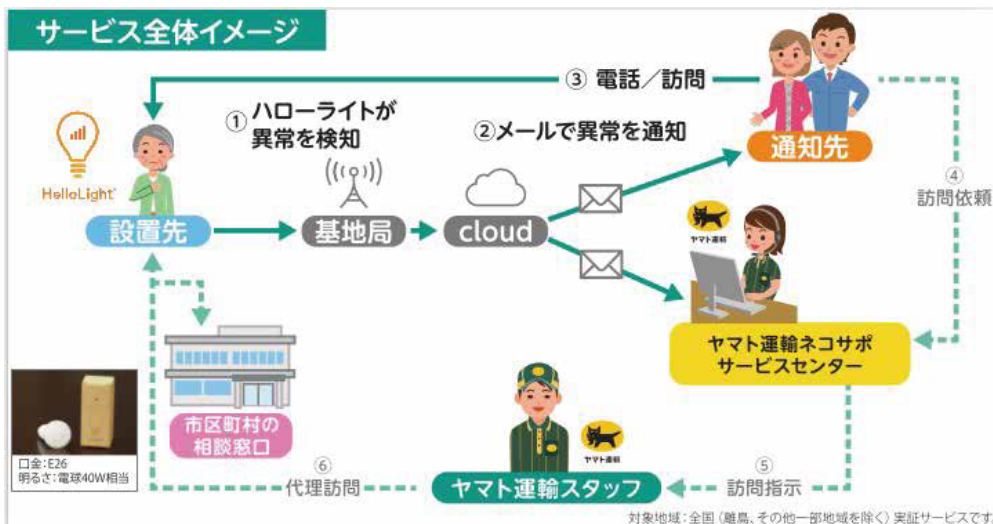 サービス全体イメージ
③ 電話／訪問
① ハローライトが
異常を検知
② メールで異常を通知
HelloLight
設置先
基地局
cloud
通知先
④
訪問依頼
ヤマト運輸
ヤマト運輸ネコサポ
サービスセンター
市区町村の
相談窓口
口金:E26
明るさ:電球40W相当
ヤマト運輸
⑥
代理訪問
ヤマト運輸スタッフ
⑤
訪問指示
対象地域：全国（離島、その他一部地域を除く）実証サービスです